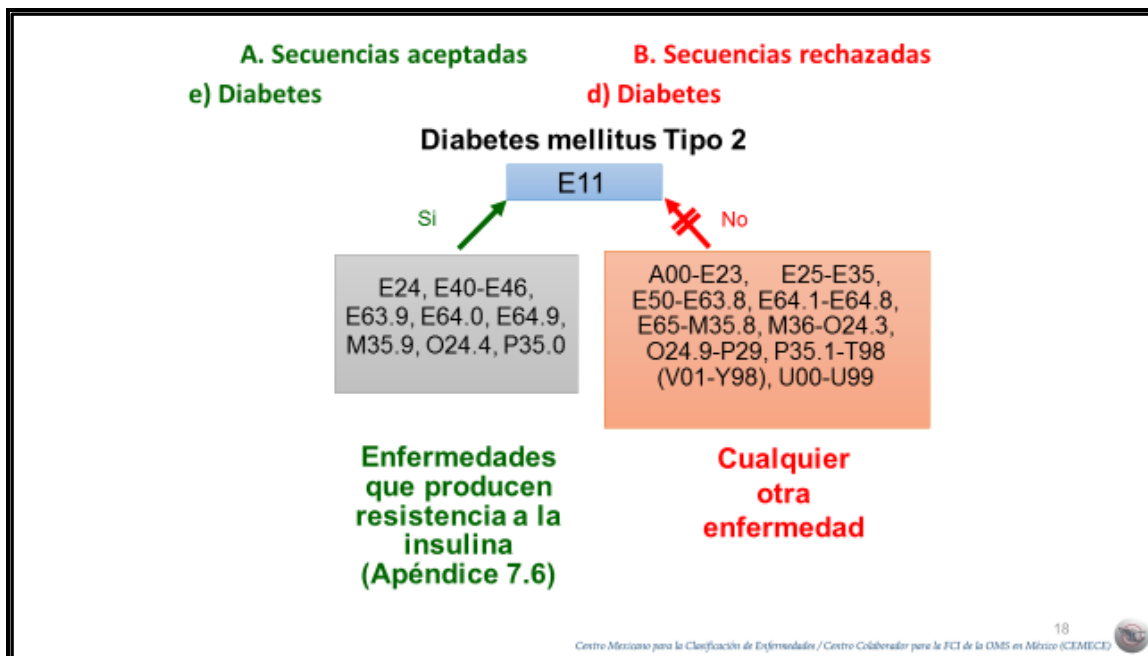 A. Secuencias aceptadas
B. Secuencias rechazadas
e) Diabetes
d) Diabetes
Diabetes mellitus Tipo 2
E11
Si
No
E24, E40-E46,
E63.9, E64.0, E64.9,
M35.9, O24.4, P35.0
A00-E23, E25-E35,
E50-E63.8, E64.1-E64.8,
E65-M35.8, M36-O24.3,
O24.9-P29, P35.1-T98
(V01-Y98), U00-U99
Enfermedades
que producen
resistencia a la
insulina
(Apéndice 7.6)
Cualquier
otra
enfermedad
18
Centro Mexicano para la Clasificación de Enfermedades / Centro Colaborador para la FCI de la OMS en México (CEMECE)